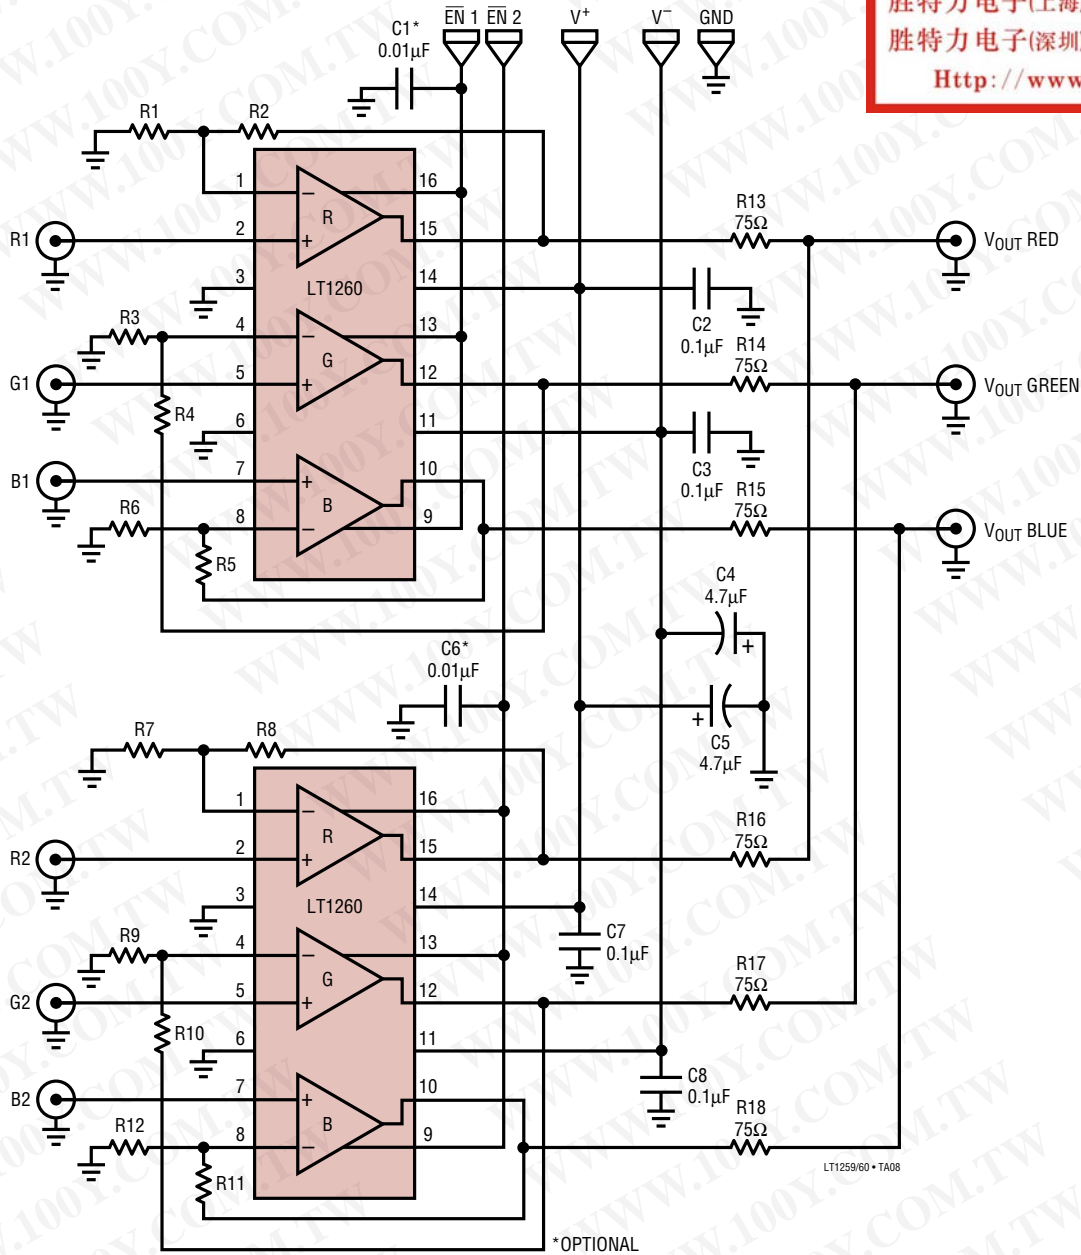 EN 1
EN 2
V+
V−
GND
C1*
0.01µF
胜特力电子(上海
胜特力电子(深圳
Http://www
R1
R2
1
16
R
R13
75Ω
2
15
R1
VOUT RED
3
LT1260
14
R3
C2
0.1µF
4
13
R14
75Ω
G
5
12
G1
VOUT GREEN
R4
6
11
C3
0.1µF
7
10
B1
R15
75Ω
R6
B
8
9
VOUT BLUE
R5
C4
4.7µF
+
C6*
0.01µF
+
C5
4.7µF
R7
R8
1
16
R16
75Ω
R
2
15
R2
3
LT1260
14
R9
C7
0.1µF
4
13
R17
75Ω
G
5
12
G2
R10
6
11
C8
0.1µF
7
10
B2
R18
75Ω
R12
B
8
9
LT1259/60 • TA08
R11
*OPTIONAL
WWW.100Y.COM.TW